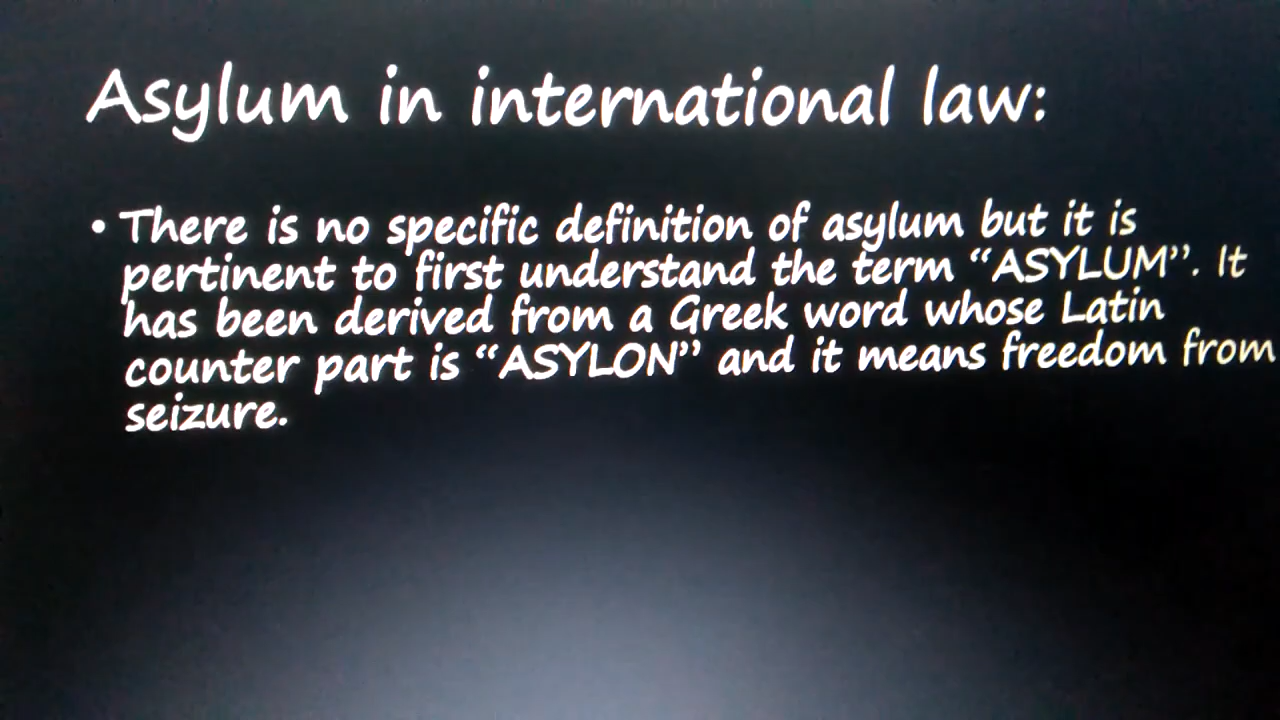 Asylum in international law:
• There is no specific definition of asylum but it is
pertinent to first understand the term “ASYLUM”. It
has been derived from a Greek word whose Latin
counter part is “ASYLON” and it means freedom from
seizure.